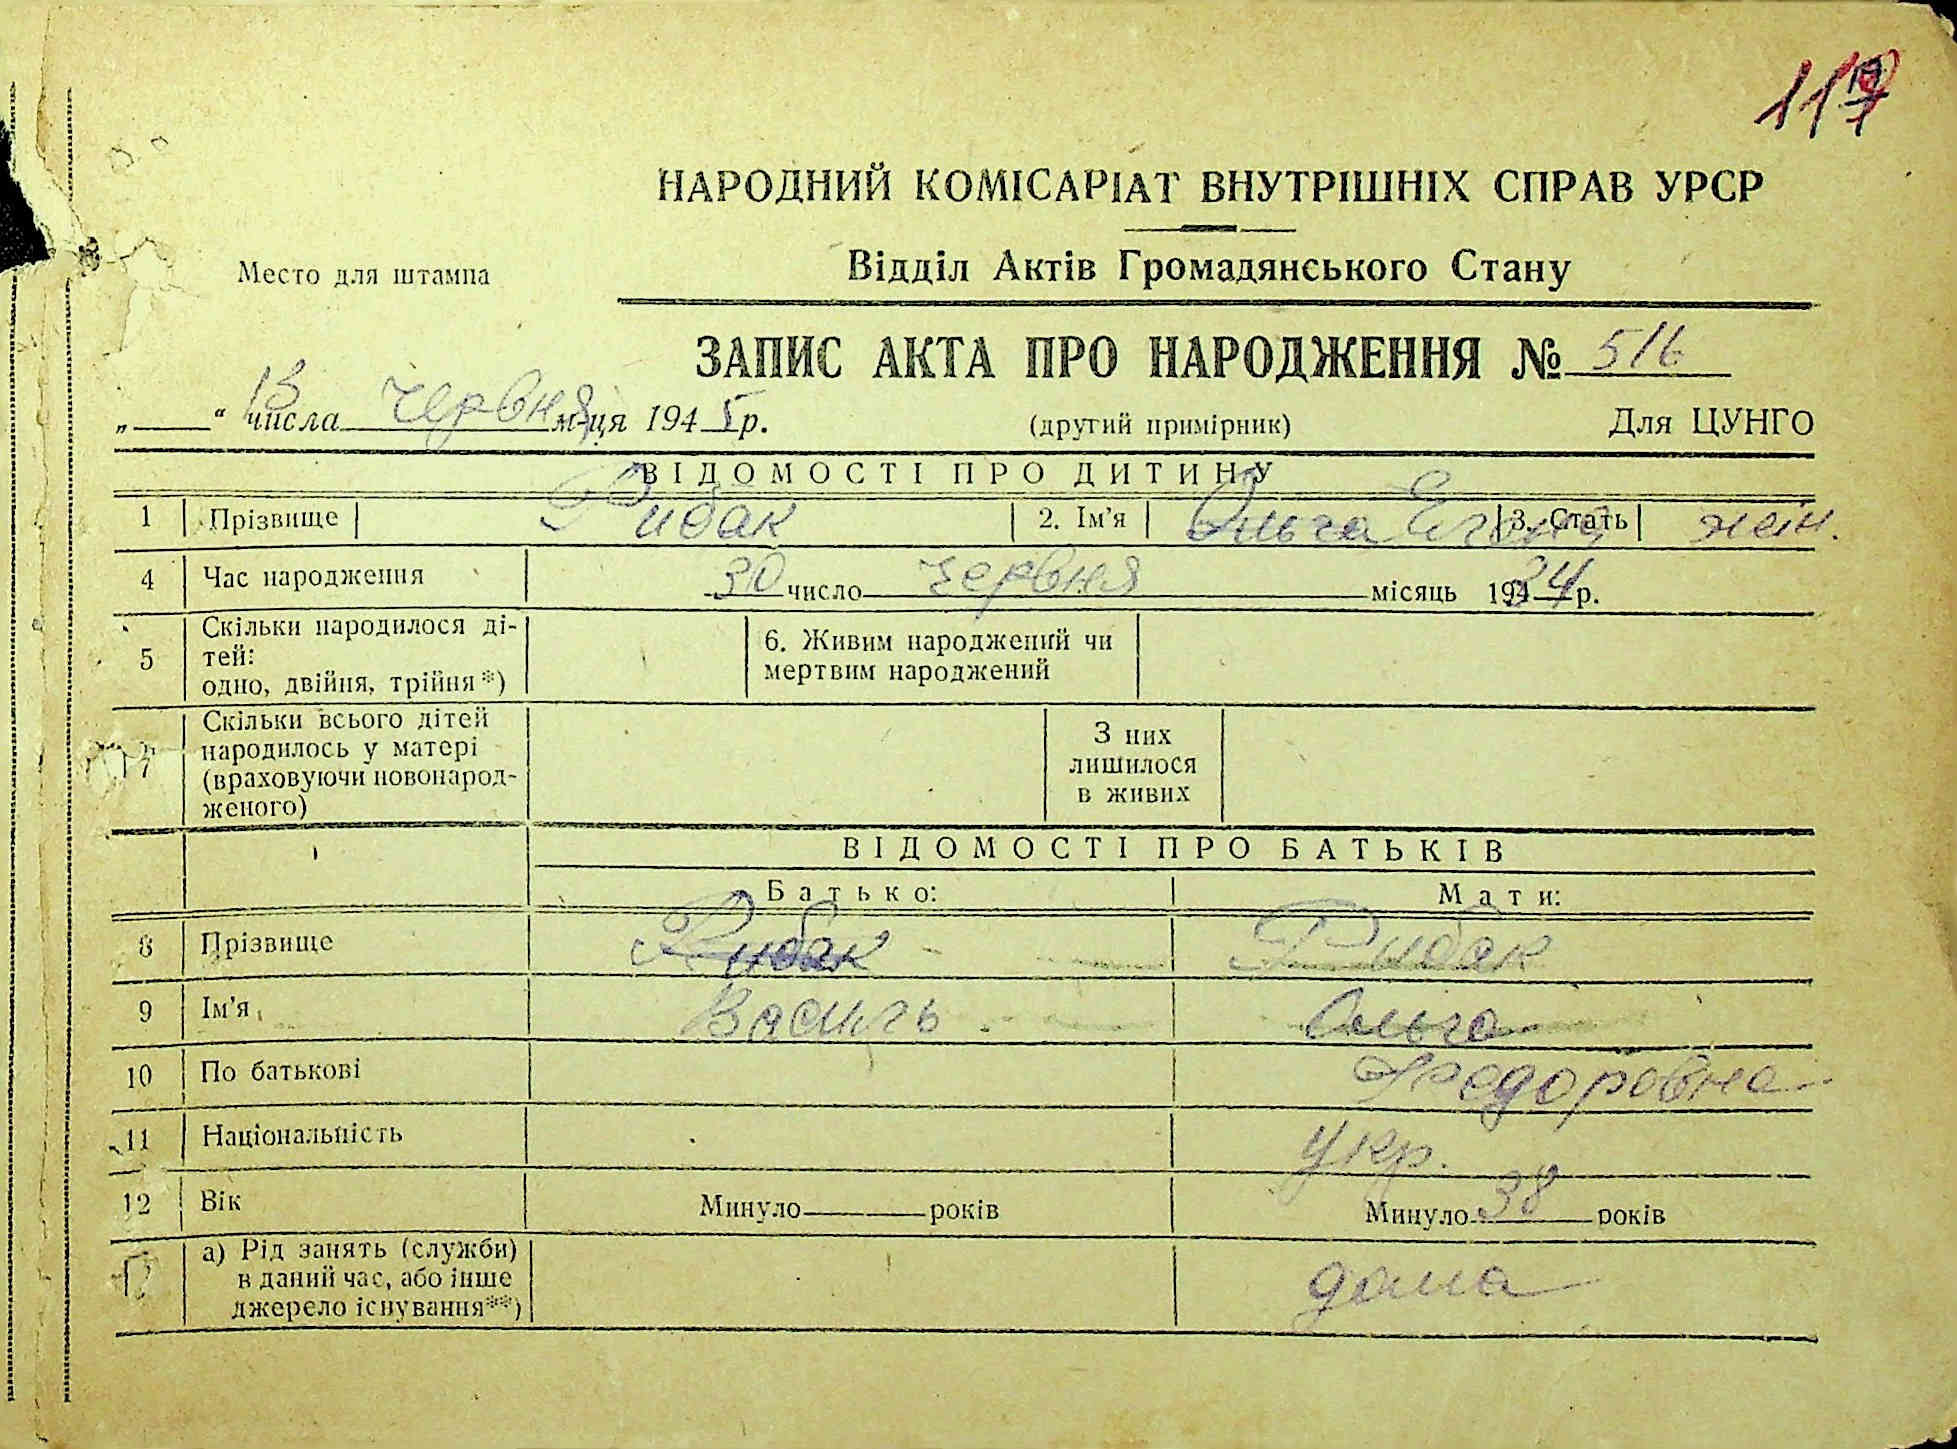 117
НАРОДНИЙ КОМІСАРІАТ ВНУТРІШНІХ СПРАВ УРСР
Відділ Актів Громадянського Стану
Место для штампа
ЗАПИС АКТА ПРО НАРОДЖЕННЯ № 516
„ “ 13 числа червня м-ця 1945 р. (другий примірник) Для ЦУНГО
ВІДОМОСТІ ПРО ДИТИНУ
1 Прізвище Рибак 2. Ім'я Ольга 3. Стать жін.
4 Час народження 30 число червня місяць 1934 р.
5 Скільки народилося ді-
тей:
одно, двійня, трійня*)
6. Живим народжений чи
мертвим народжений
7 Скільки всього дітей
народилось у матері
(враховуючи новонарод-
женого)
З них
лишилося
в живих
ВІДОМОСТІ ПРО БАТЬКІВ
Батько: Мати:
8 Прізвище Рибак Рибак
9 Ім'я Василь Ольга
10 По батькові Федоровна
11 Національність укр.
12 Вік Минуло років Минуло 38 років
а) Рід занять (служби)
в даний час, або інше
джерело існування**)
дома